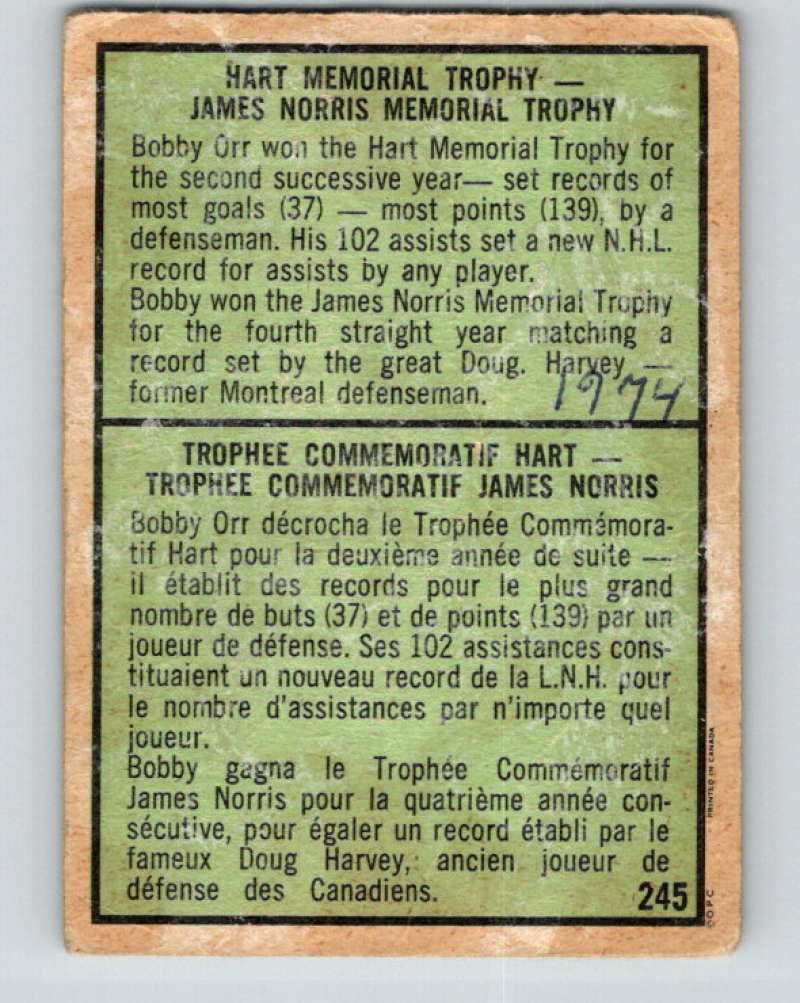 HART MEMORIAL TROPHY —
JAMES NORRIS MEMORIAL TROPHY
Bobby Orr won the Hart Memorial Trophy for
the second successive year— set records of
most goals (37) — most points (139), by a
defenseman. His 102 assists set a new N.H.L.
record for assists by any player.
Bobby won the James Norris Memorial Trophy
for the fourth straight year matching a
record set by the great Doug. Harvey —
former Montreal defenseman.
1974
TROPHEE COMMEMORATIF HART —
TROPHEE COMMEMORATIF JAMES NORRIS
Bobby Orr décrocha le Trophée Commémora-
tif Hart pour la deuxième année de suite —
il établit des records pour le plus grand
nombre de buts (37) et de points (139) par un
joueur de défense. Ses 102 assistances cons-
tituaient un nouveau record de la L.N.H. pour
le nombre d'assistances par n'importe quel
joueur.
Bobby gagna le Trophée Commémoratif
James Norris pour la quatrième année con-
sécutive, pour égaler un record établi par le
fameux Doug Harvey, ancien joueur de
défense des Canadiens.
245
O.P.C. PRINTED IN CANADA